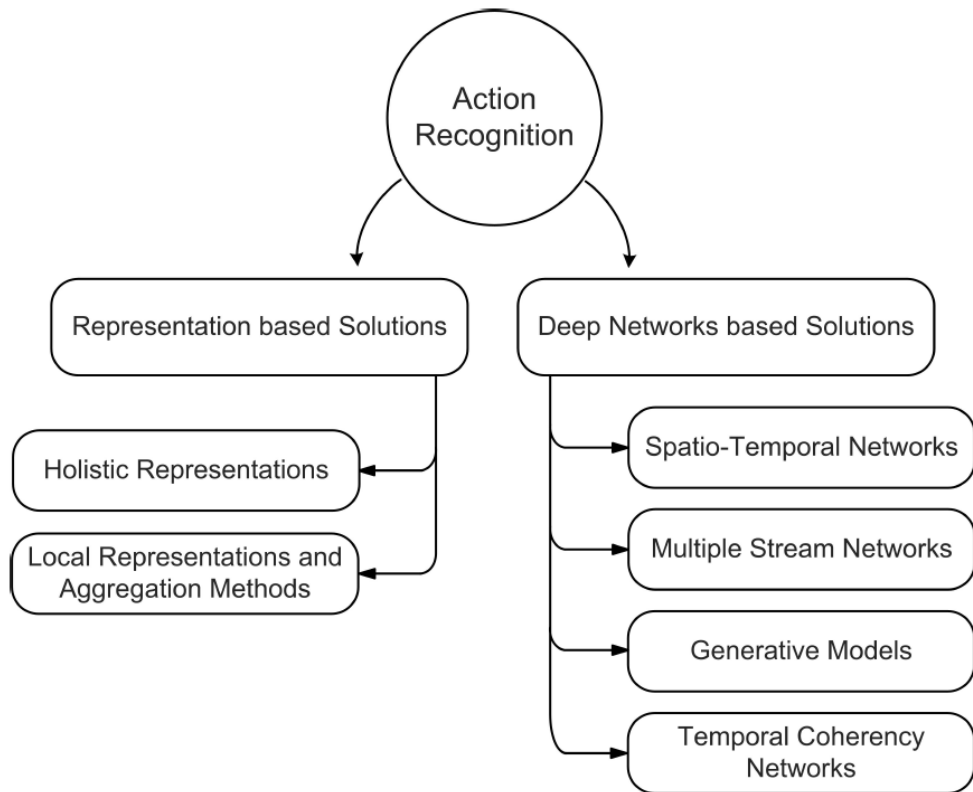 Action
Recognition
Representation based Solutions
Holistic Representations
Local Representations and
Aggregation Methods
Deep Networks based Solutions
Spatio-Temporal Networks
Multiple Stream Networks
Generative Models
Temporal Coherency
Networks